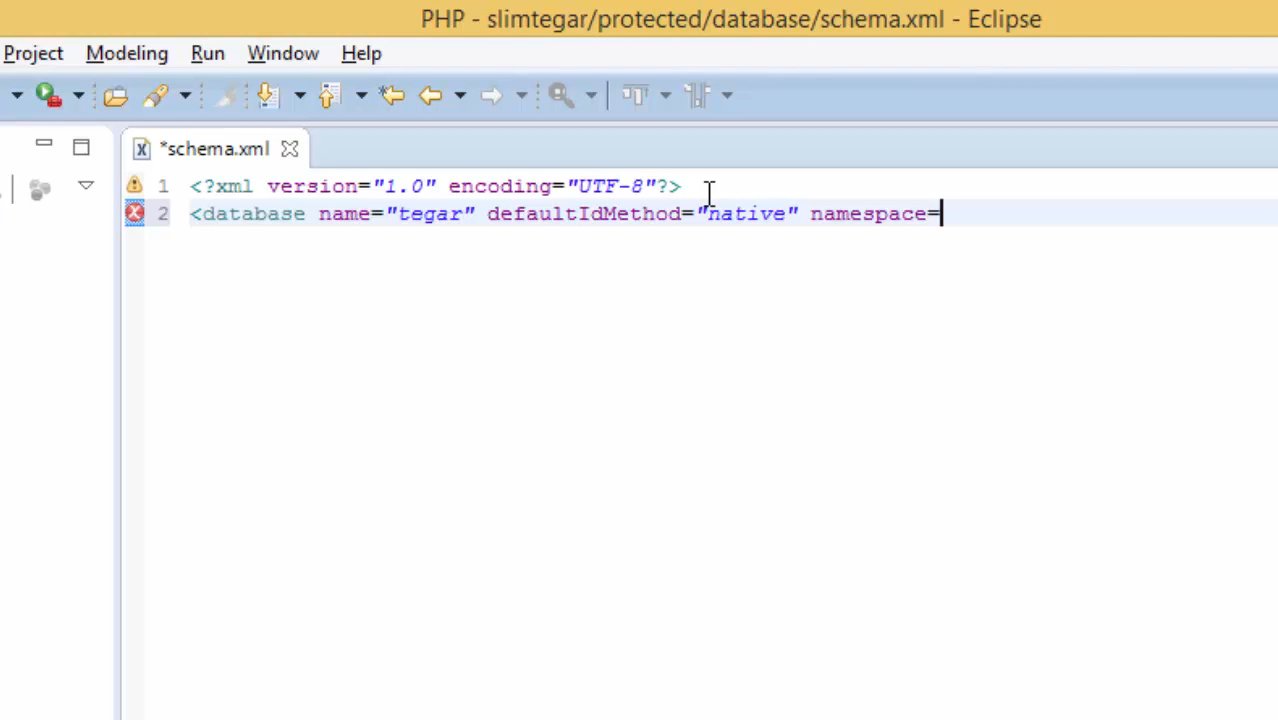 PHP - slimtegar/protected/database/schema.xml - Eclipse
Project Modeling Run Window Help
*schema.xml
1 <?xml version="1.0" encoding="UTF-8"?>
2 <database name="tegar" defaultIdMethod="native" namespace=